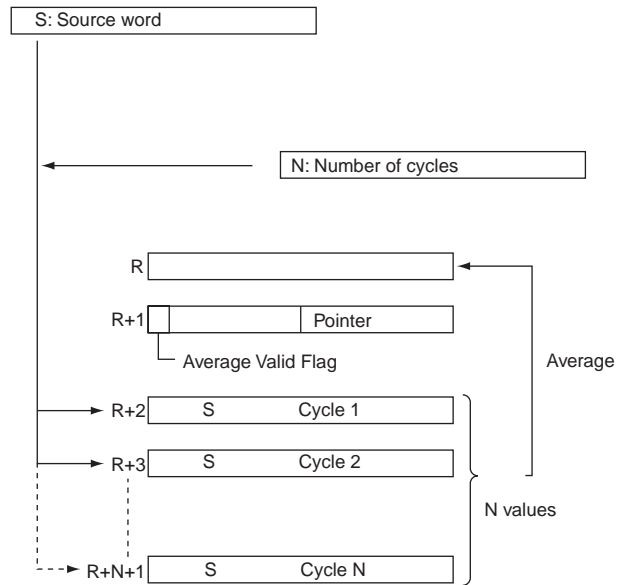 S: Source word
N: Number of cycles
R
R+1 Pointer
Average Valid Flag
Average
R+2 S Cycle 1
R+3 S Cycle 2
N values
R+N+1 S Cycle N